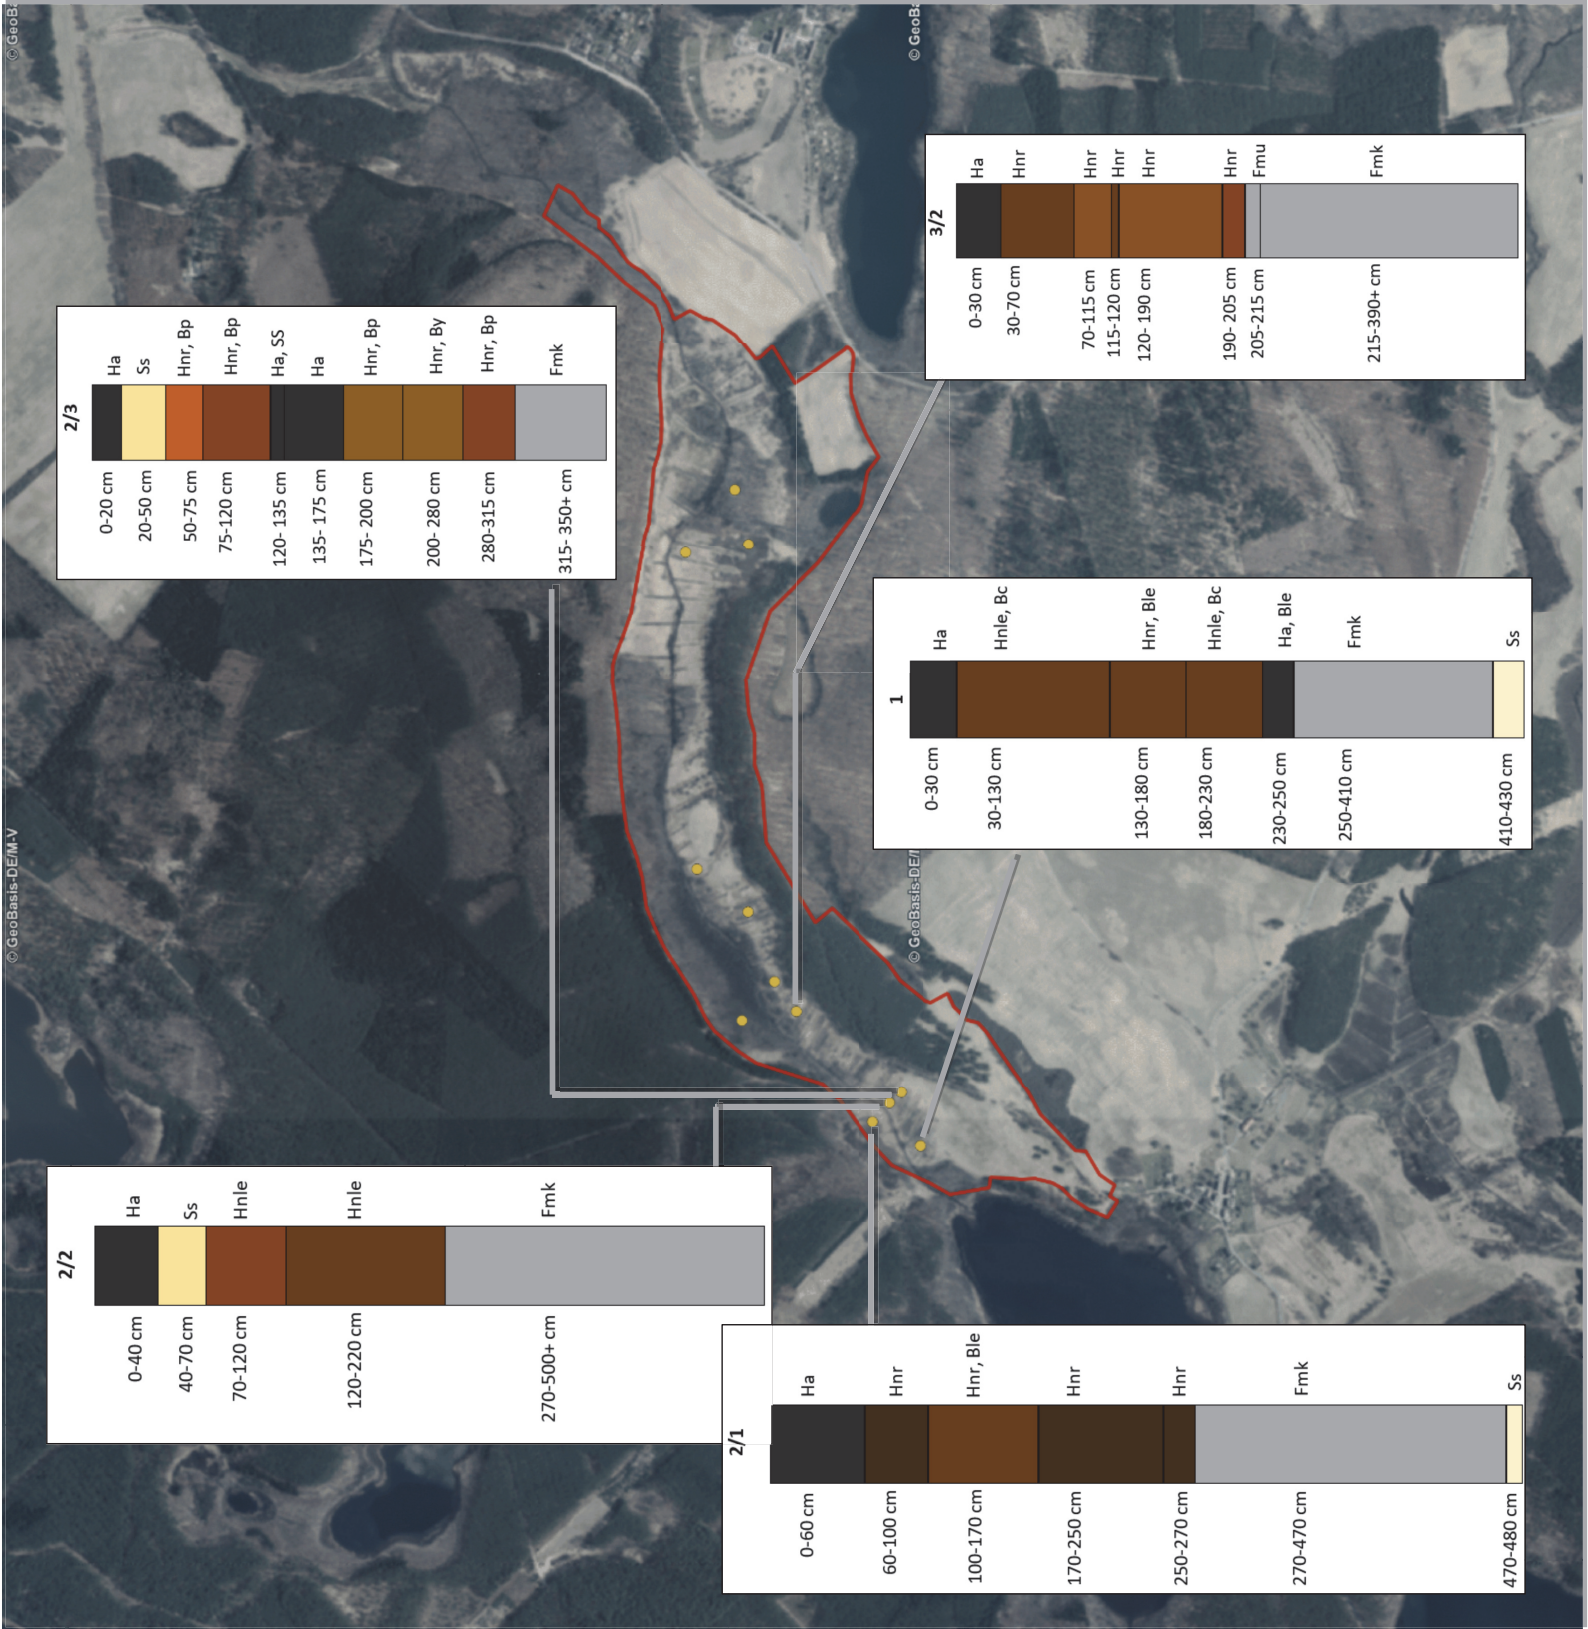 © GeoBasis-DE/M-V
© GeoBa
© GeoBasis-DE/
© GeoBa
2/2
0-40 cm Ha
40-70 cm Ss
70-120 cm Hnle
120-220 cm Hnle
270-500+ cm Fmk
2/3
0-20 cm Ha
20-50 cm Ss
50-75 cm Hnr, Bp
75-120 cm Hnr, Bp
120- 135 cm Ha, SS
135- 175 cm Ha
175- 200 cm Hnr, Bp
200- 280 cm Hnr, By
280-315 cm Hnr, Bp
315- 350+ cm Fmk
2/1
0-60 cm Ha
60-100 cm Hnr
100-170 cm Hnr, Ble
170-250 cm Hnr
250-270 cm Hnr
270-470 cm Fmk
470-480 cm Ss
1
0-30 cm Ha
30-130 cm Hnle, Bc
130-180 cm Hnr, Ble
180-230 cm Hnle, Bc
230-250 cm Ha, Ble
250-410 cm Fmk
410-430 cm Ss
3/2
0-30 cm Ha
30-70 cm Hnr
70-115 cm Hnr
115-120 cm Hnr
120- 190 cm Hnr
190- 205 cm Hnr
205-215 cm Fmu
215-390+ cm Fmk